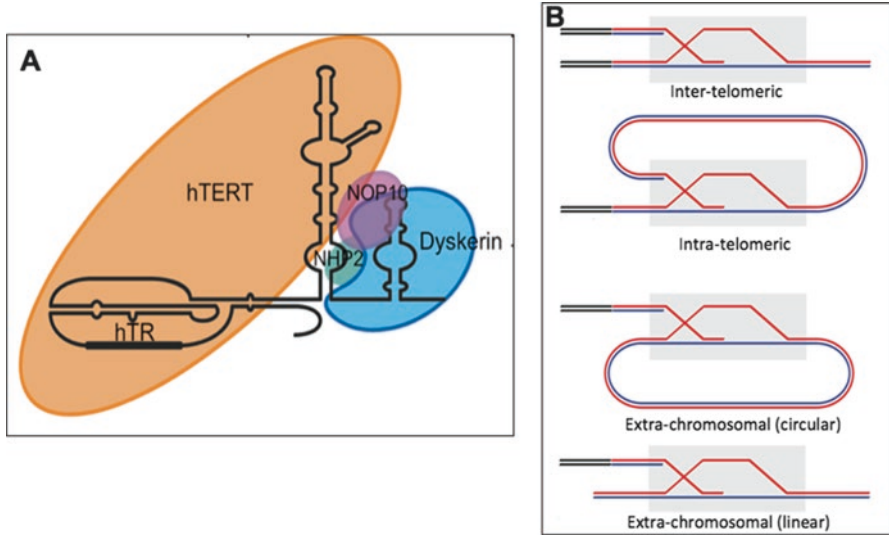 A
hTERT
NOP10
Dyskerin
NHP2
hTR
B
Inter-telomeric
Intra-telomeric
Extra-chromosomal (circular)
Extra-chromosomal (linear)